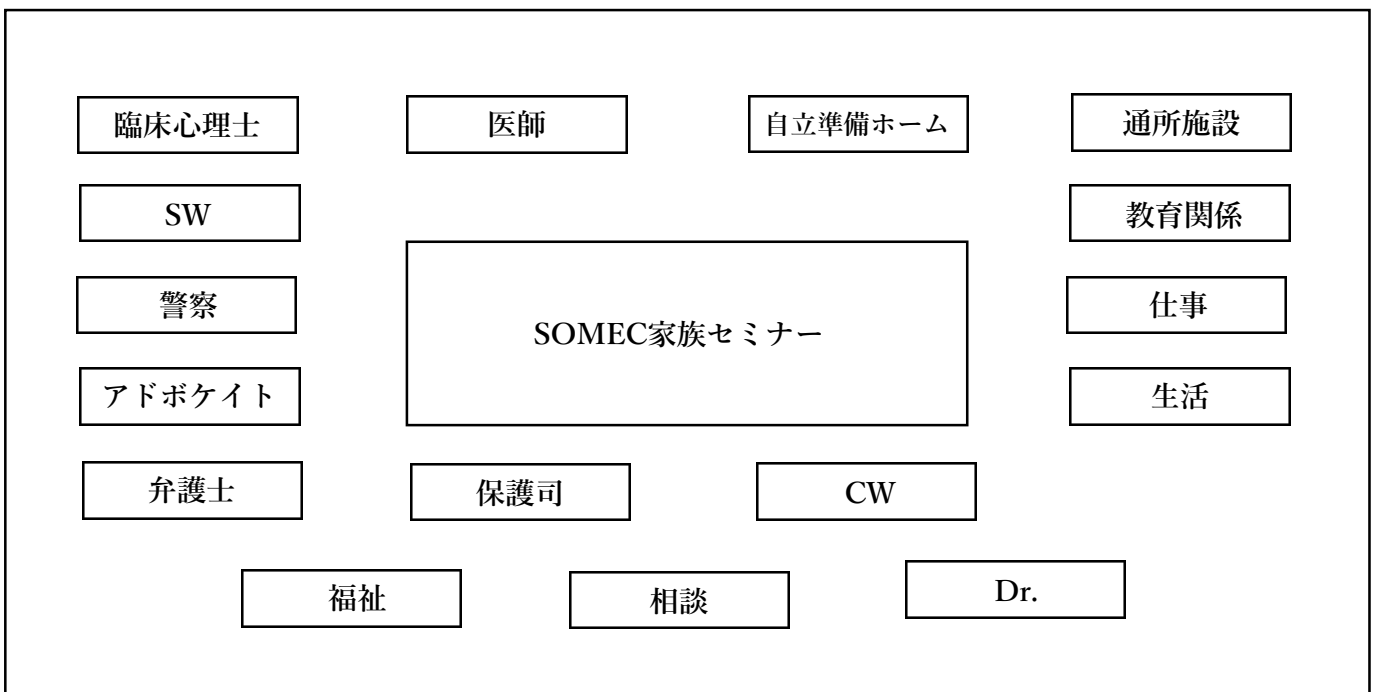 臨床心理士
医師
自立準備ホーム
通所施設
SW
教育関係
警察
SOMEC家族セミナー
仕事
アドボケイト
生活
弁護士
保護司
CW
福祉
相談
Dr.